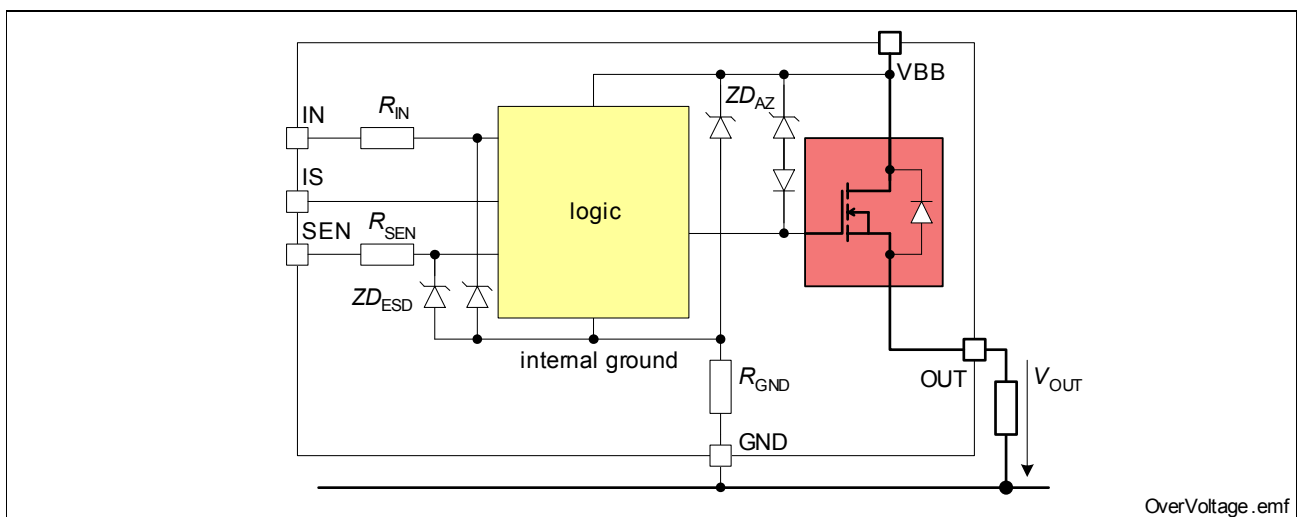 VBB
ZDAZ
IN
RIN
IS
logic
SEN
RSEN
ZDESD
internal ground
OUT
VOUT
RGND
GND
OverVoltage.emf